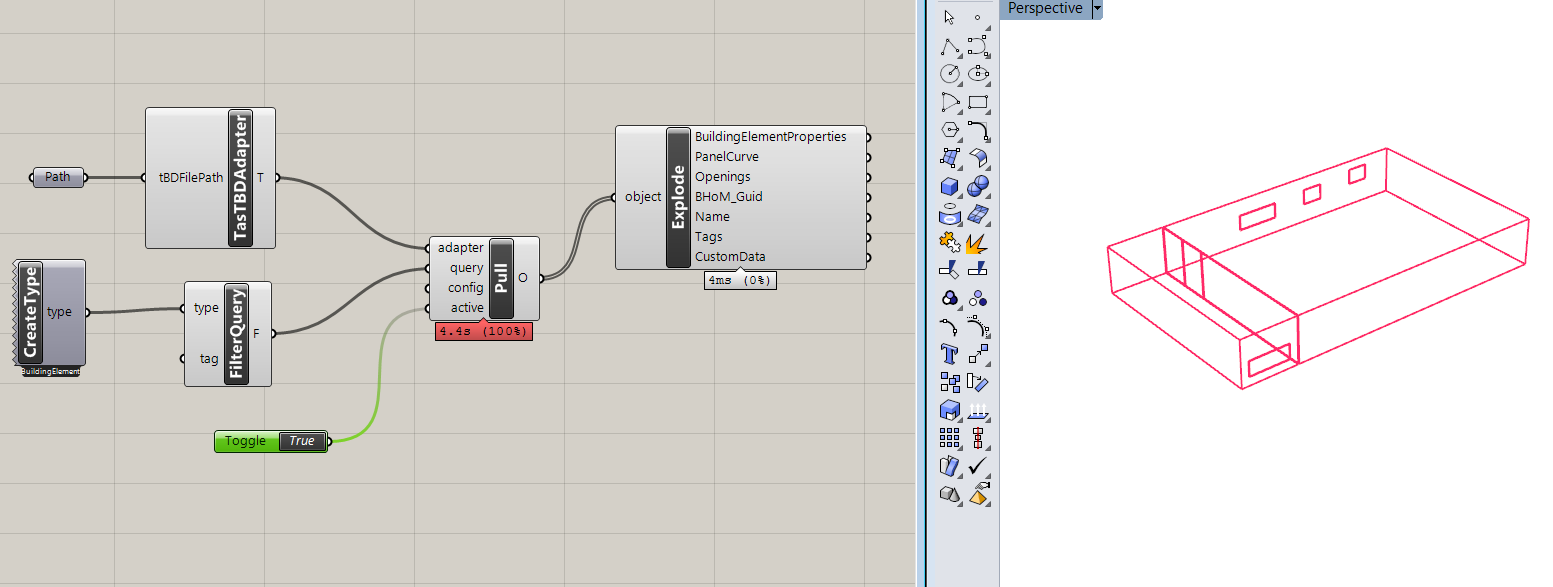 Path
tBDFilePath
TasTBDAdapter
T
CreateType
type
BuildingElement
type
tag
FilterQuery
F
Toggle
True
adapter
query
config
active
Pull
O
4.4s (100%)
object
Explode
BuildingElementProperties
PanelCurve
Openings
BHoM_Guid
Name
Tags
CustomData
4ms (0%)
Perspective